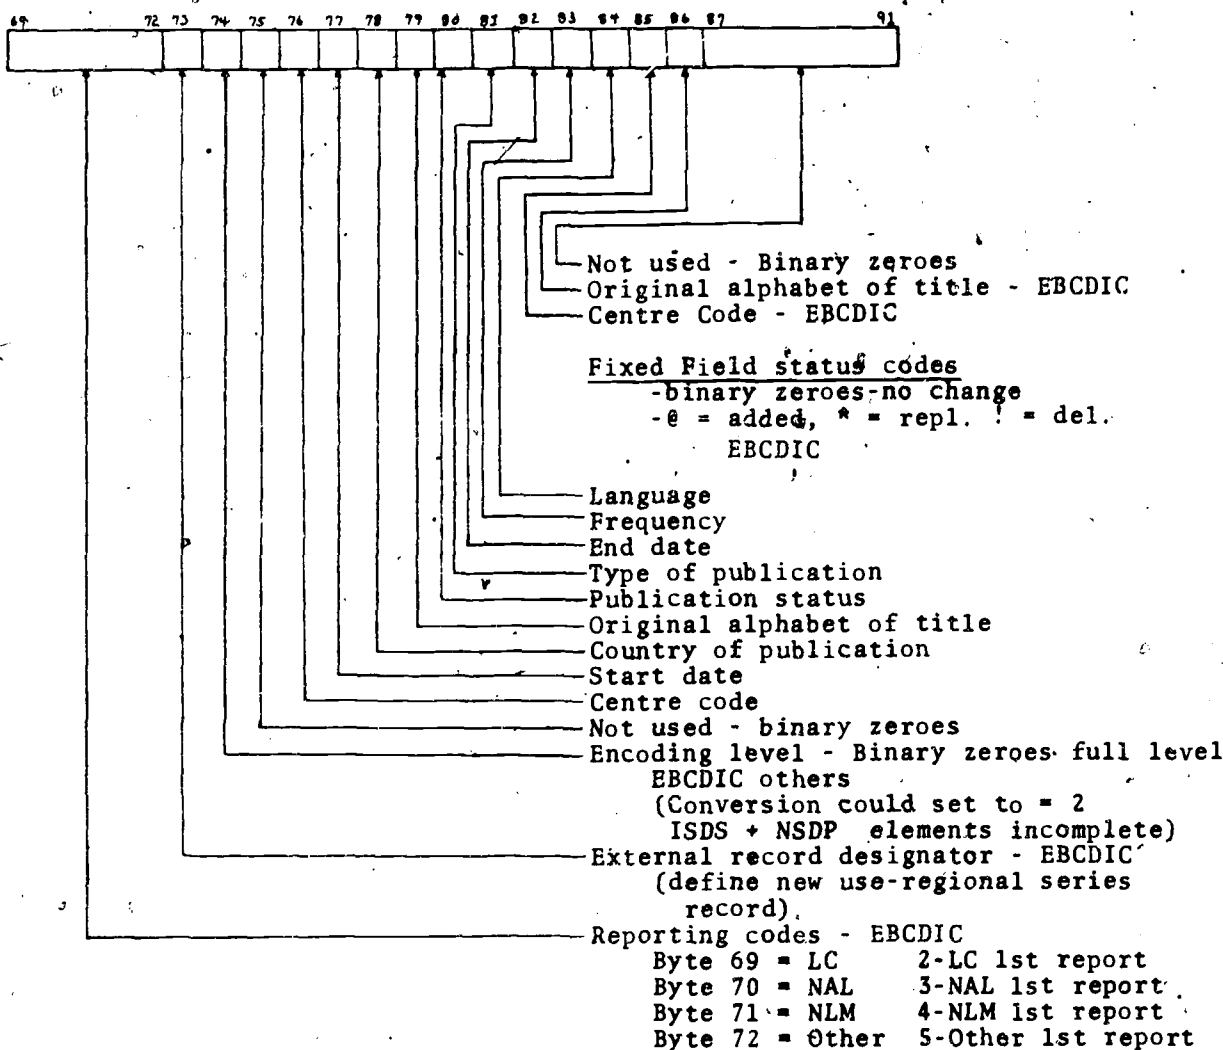 69 72 73 74 75 76 77 78 79 80 81 82 83 84 85 86 87 91
Not used - Binary zeroes
Original alphabet of title - EBCDIC
Centre Code - EBCDIC
Fixed Field status codes
-binary zeroes-no change
-@ = added, * = repl. ! = del.
EBCDIC
Language
Frequency
End date
Type of publication
Publication status
Original alphabet of title
Country of publication
Start date
Centre code
Not used - binary zeroes
Encoding level - Binary zeroes full level
EBCDIC others
(Conversion could set to = 2
ISDS + NSDP elements incomplete)
External record designator - EBCDIC
(define new use-regional series
record)
Reporting codes - EBCDIC
Byte 69 = LC 2-LC 1st report
Byte 70 = NAL 3-NAL 1st report
Byte 71 = NLM 4-NLM 1st report
Byte 72 = Other 5-Other 1st report